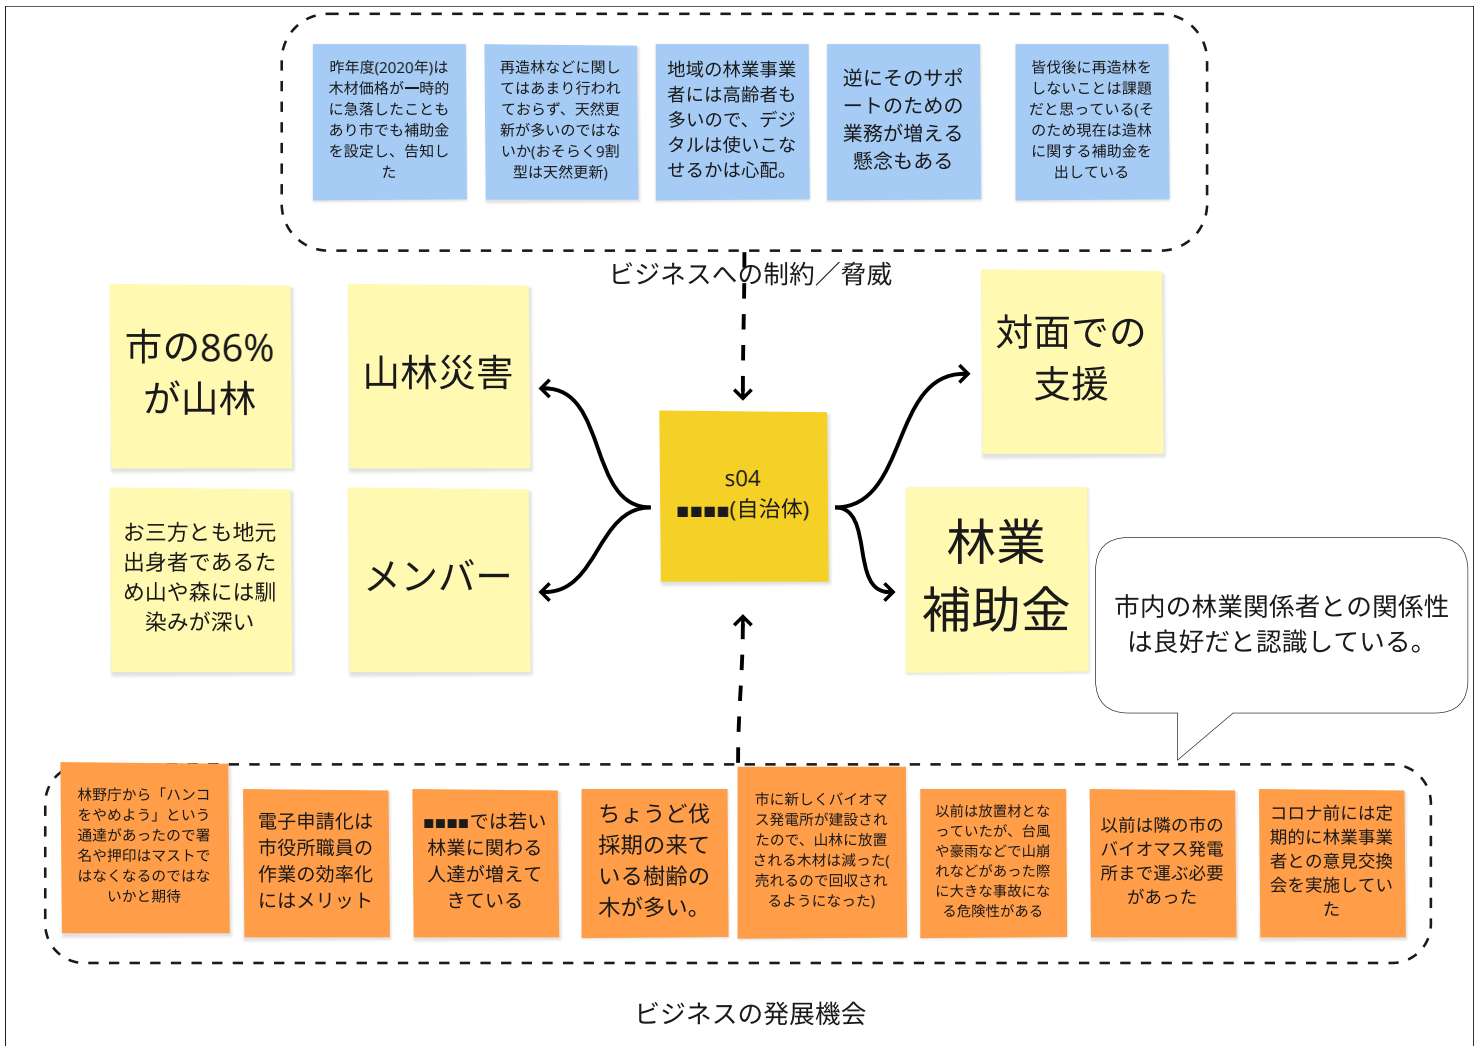 昨年度(2020年)は
木材価格が一時的
に急落したことも
あり市でも補助金
を設定し、告知し
た
再造林などに関し
てはあまり行われ
ておらず、天然更
新が多いのではな
いか(おそらく9割
型は天然更新)
地域の林業事業
者には高齢者も
多いので、デジ
タルは使いこな
せるかは心配。
逆にそのサポ
ートのための
業務が増える
懸念もある
皆伐後に再造林を
しないことは課題
だと思っている(そ
のため現在は造林
に関する補助金を
出している
ビジネスへの制約／脅威
市の86%
が山林
山林災害
対面での
支援
s04
■■■■(自治体)
お三方とも地元
出身者であるた
め山や森には馴
染みが深い
メンバー
林業
補助金
市内の林業関係者との関係性
は良好だと認識している。
林野庁から「ハンコ
をやめよう」という
通達があったので署
名や押印はマストで
はなくなるのではな
いかと期待
電子申請化は
市役所職員の
作業の効率化
にはメリット
■■■■では若い
林業に関わる
人達が増えて
きている
ちょうど伐
採期の来て
いる樹齢の
木が多い。
市に新しくバイオマ
ス発電所が建設され
たので、山林に放置
される木材は減った(
売れるので回収され
るようになった)
以前は放置材とな
っていたが、台風
や豪雨などで山崩
れなどがあった際
に大きな事故にな
る危険性がある
以前は隣の市の
バイオマス発電
所まで運ぶ必要
があった
コロナ前には定
期的に林業事業
者との意見交換
会を実施してい
た
ビジネスの発展機会